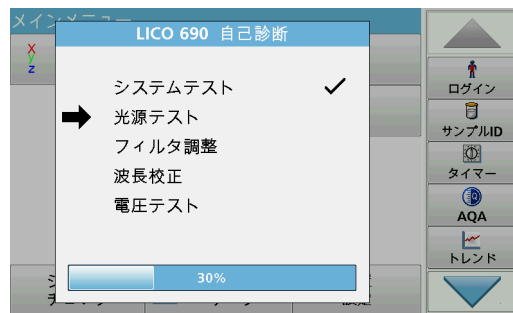 メインメニュー
LICO 690 自己診断
x
y
z
システムテスト
光源テスト
フィルタ調整
波長校正
電圧テスト
30%
ログイン
サンプルID
タイマー
AQA
トレンド